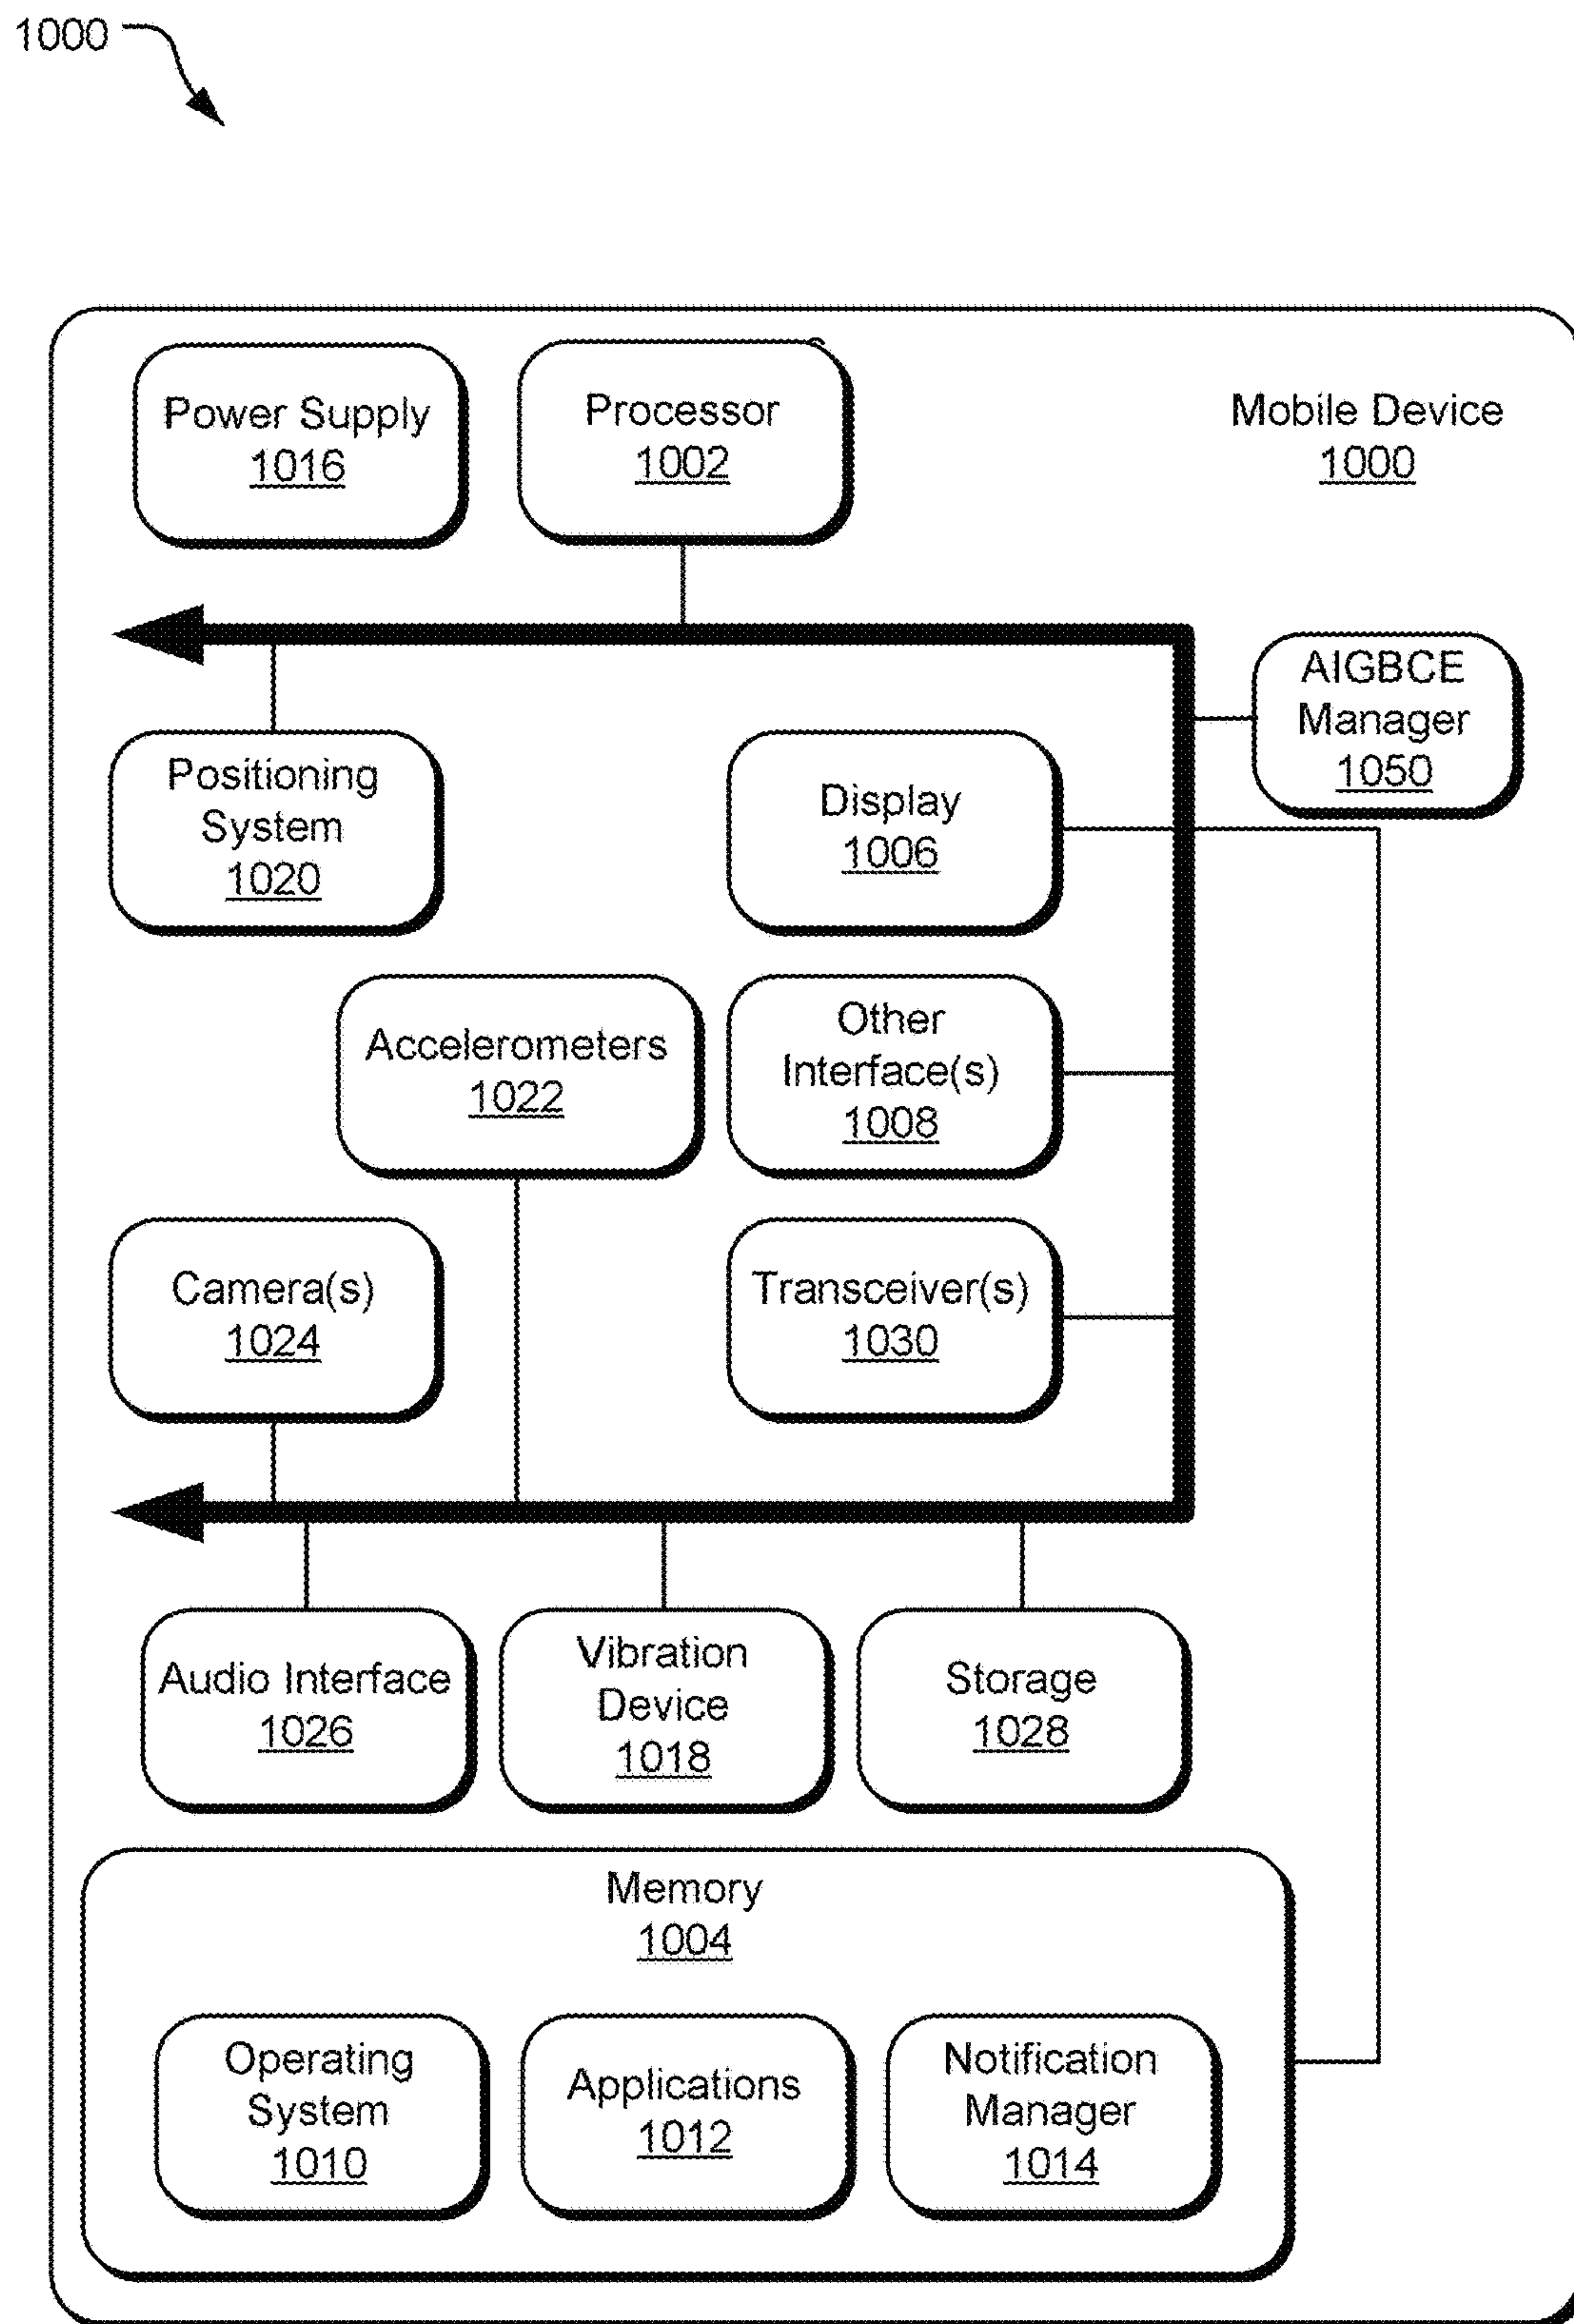 1000
Power Supply
1016
Processor
1002
Mobile Device
1000
AIGBCE
Manager
1050
Positioning
System
1020
Display
1006
Accelerometers
1022
Other
Interface(s)
1008
Camera(s)
1024
Transceiver(s)
1030
Audio Interface
1026
Vibration
Device
1018
Storage
1028
Memory
1004
Operating
System
1010
Applications
1012
Notification
Manager
1014